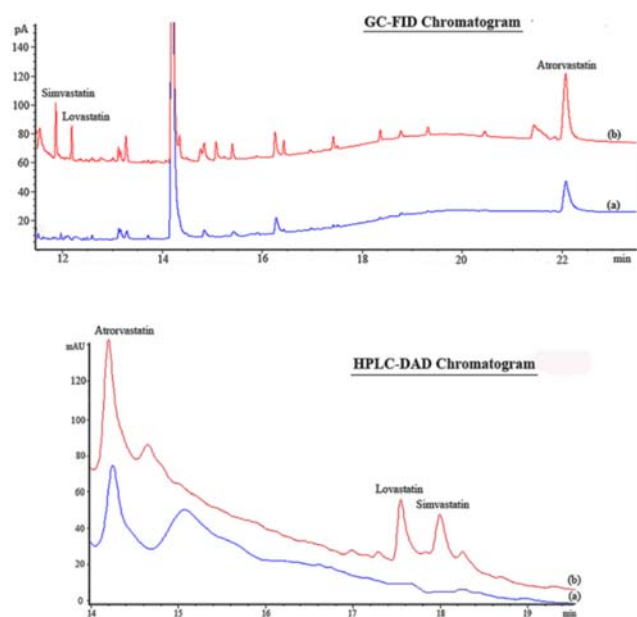 GC-FID Chromatogram
pA
140
120
100
80
60
40
20
Simvastatin
Lovastatin
Atrorvastatin
(b)
(a)
12 14 16 18 20 22 min
Atrorvastatin
mAU
HPLC-DAD Chromatogram
120
100
80
60
40
20
0
Lovastatin
Simvastatin
(b)
(a)
14 15 16 17 18 19 min